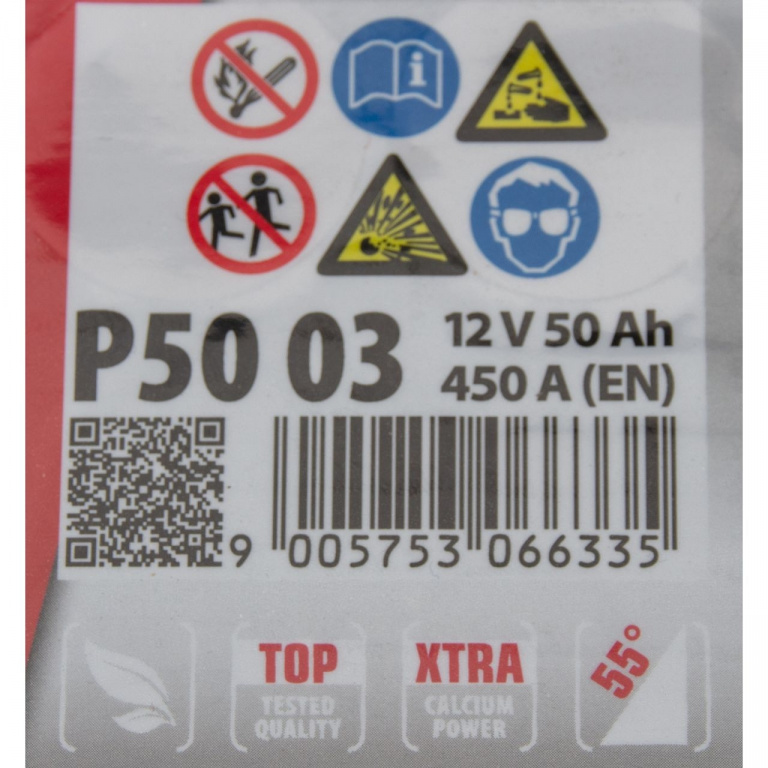 i
P50 03
12 V 50 Ah
450 A (EN)
9 005753 066335
TOP
TESTED
QUALITY
XTRA
CALCIUM
POWER
55°